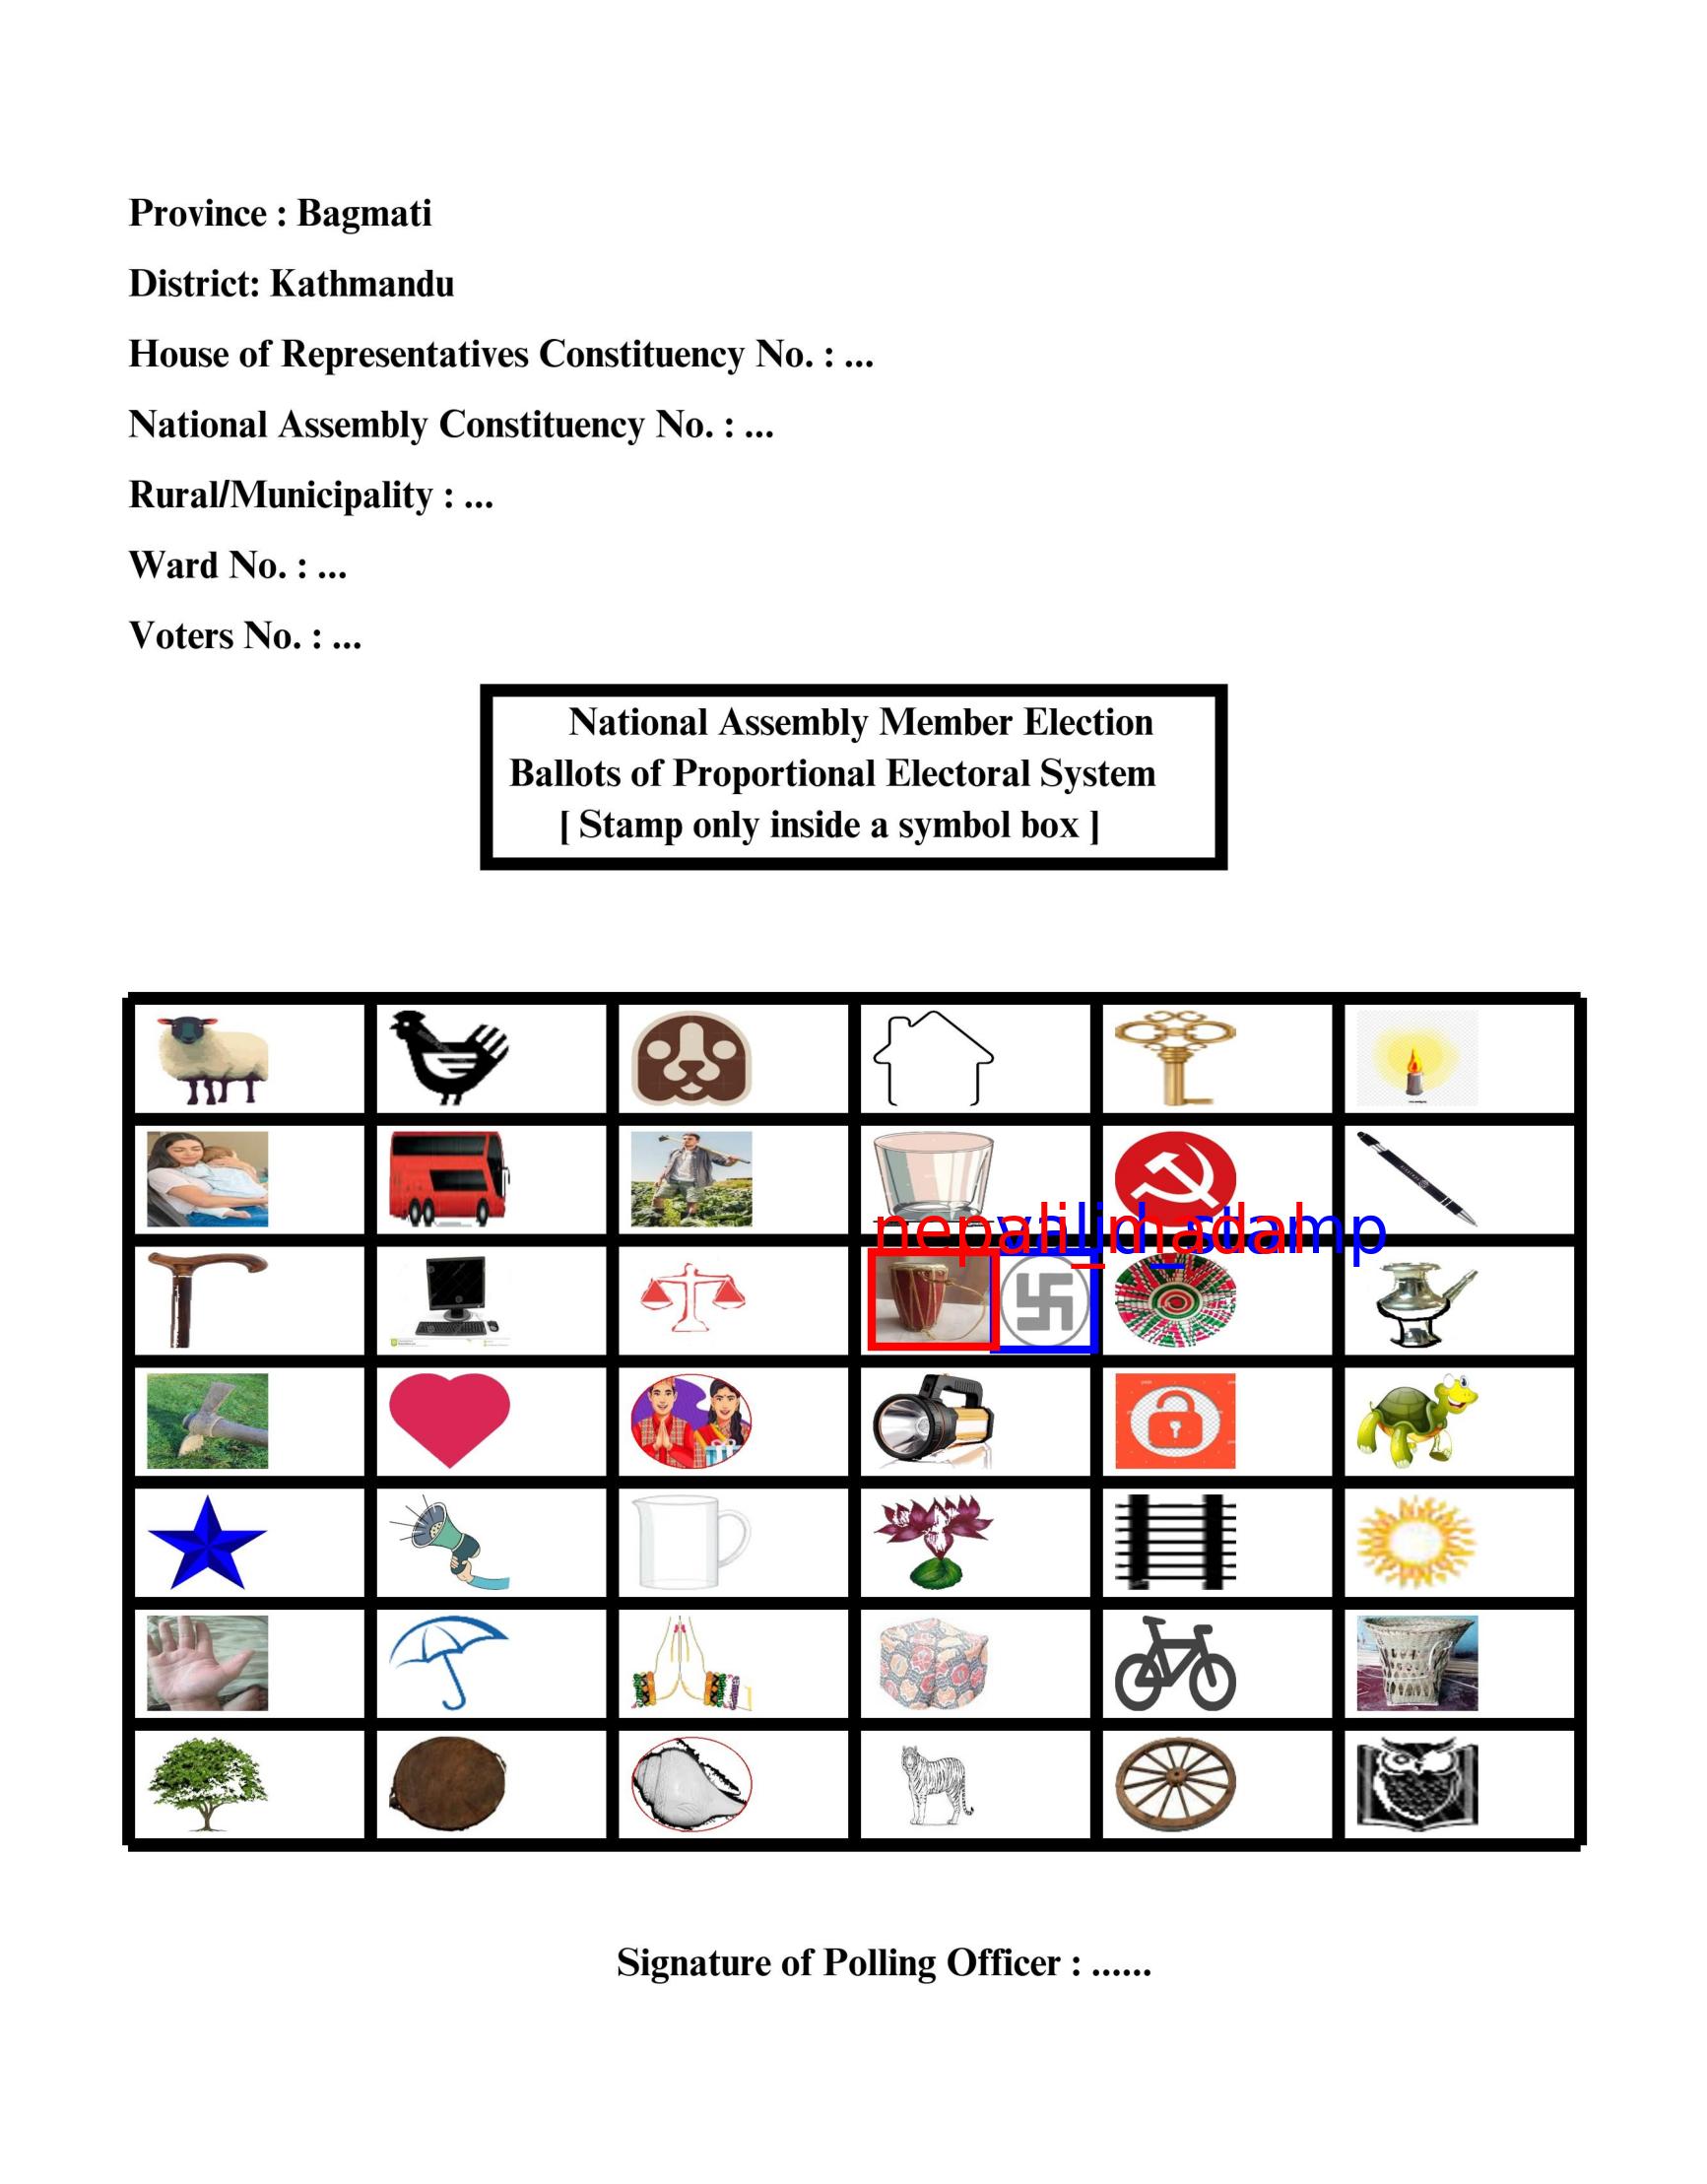 Province : Bagmati
District: Kathmandu
House of Representatives Constituency No. : ...
National Assembly Constituency No. : ...
Rural/Municipality : ...
Ward No. : ...
Voters No. : ...
National Assembly Member Election
Ballots of Proportional Electoral System
[ Stamp only inside a symbol box ]
nepali_madal
valid_stamp
Signature of Polling Officer : ......